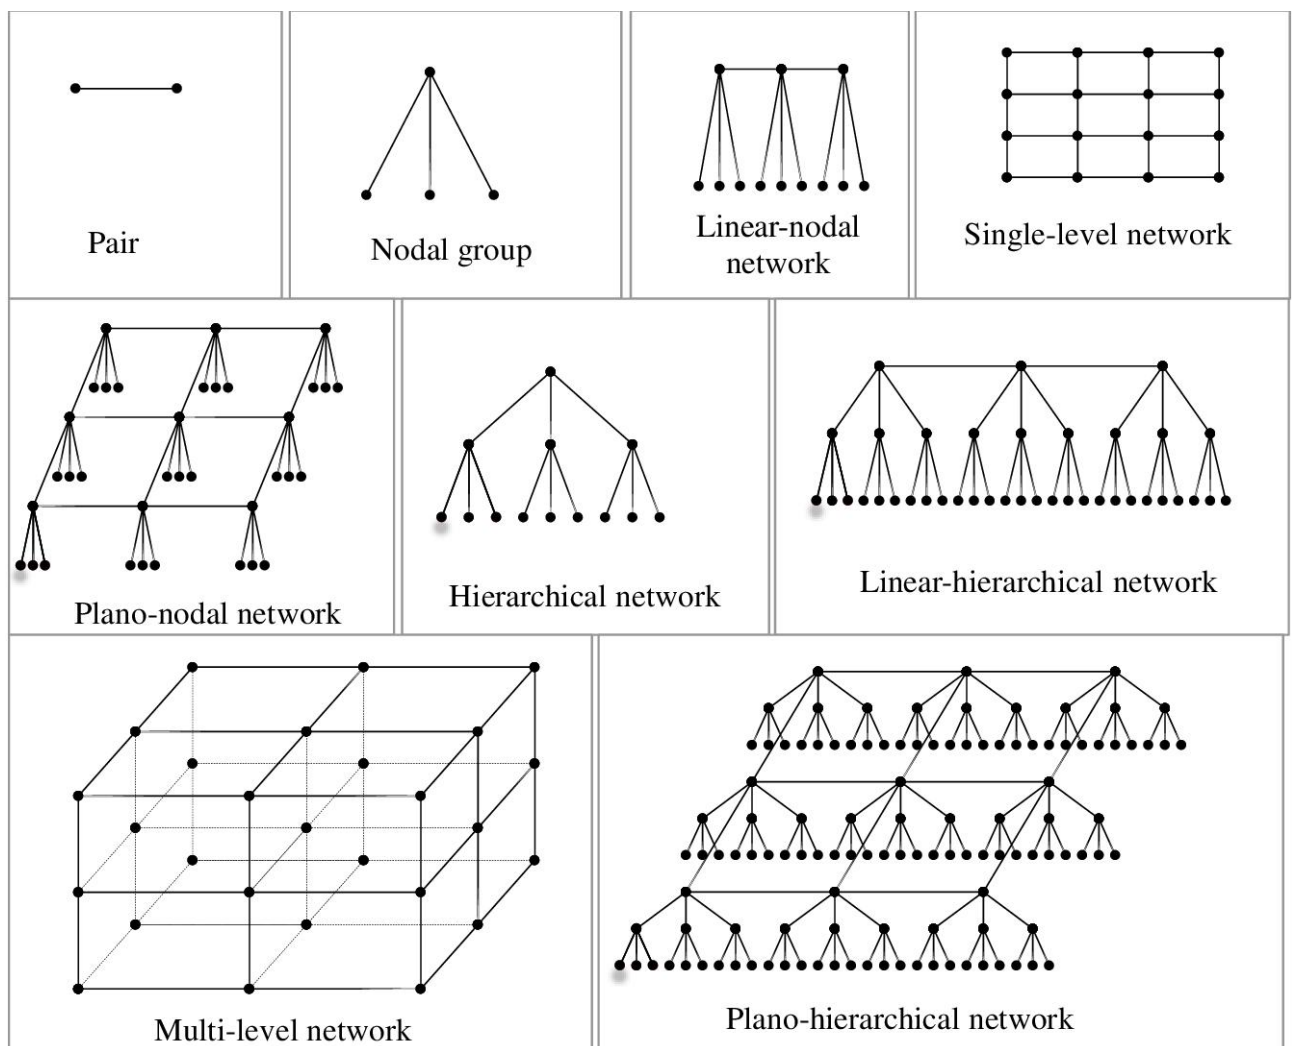 Pair
Nodal group
Linear-nodal
network
Single-level network
Plano-nodal network
Hierarchical network
Linear-hierarchical network
Multi-level network
Plano-hierarchical network